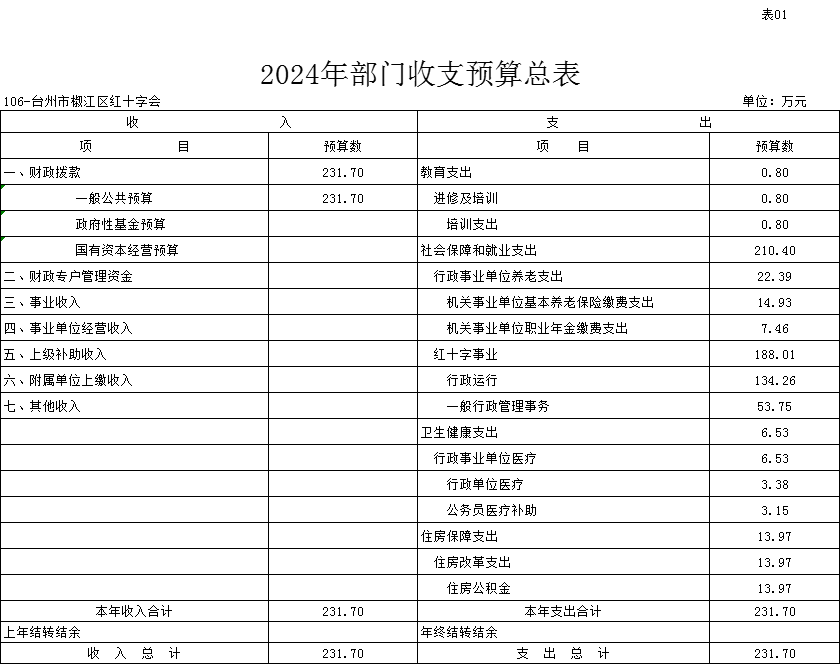 表01
2024年部门收支预算总表
106-台州市椒江区红十字会 单位：万元
收 入 支 出
项 目 预算数 项 目 预算数
一、财政拨款 231.70 教育支出 0.80
一般公共预算 231.70 进修及培训 0.80
政府性基金预算 培训支出 0.80
国有资本经营预算 社会保障和就业支出 210.40
二、财政专户管理资金 行政事业单位养老支出 22.39
三、事业收入 机关事业单位基本养老保险缴费支出 14.93
四、事业单位经营收入 机关事业单位职业年金缴费支出 7.46
五、上级补助收入 红十字事业 188.01
六、附属单位上缴收入 行政运行 134.26
七、其他收入 一般行政管理事务 53.75
卫生健康支出 6.53
行政事业单位医疗 6.53
行政单位医疗 3.38
公务员医疗补助 3.15
住房保障支出 13.97
住房改革支出 13.97
住房公积金 13.97
本年收入合计 231.70 本年支出合计 231.70
上年结转结余 年终结转结余
收 入 总 计 231.70 支 出 总 计 231.70